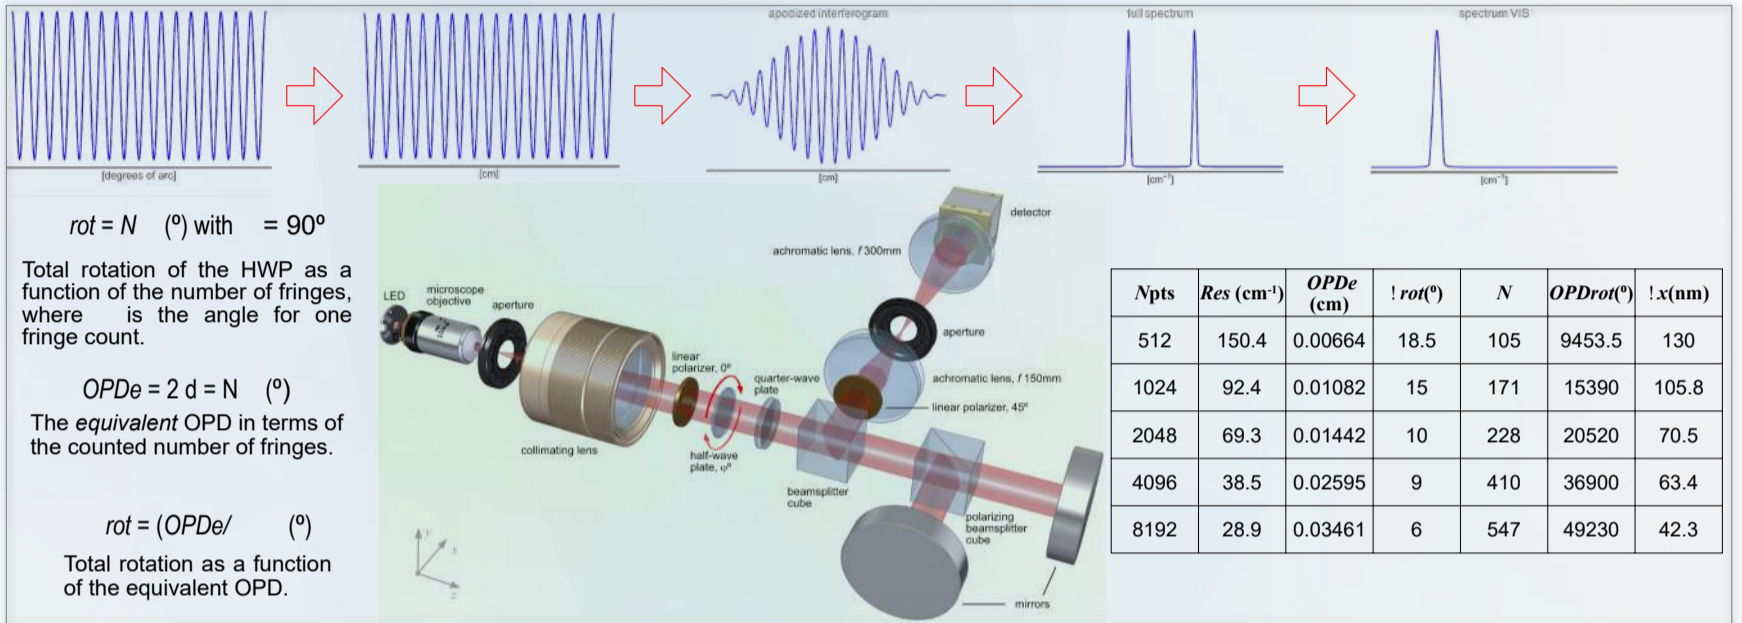 apodized interferogram
full spectrum
spectrum VIS
[degrees of arc]
[cm]
[cm]
[cm⁻¹]
[cm⁻¹]
rot = N (º) with = 90º
Total rotation of the HWP as a
function of the number of fringes,
where is the angle for one
fringe count.
OPDe = 2 d = N (º)
The equivalent OPD in terms of
the counted number of fringes.
rot = (OPDe/ (º)
Total rotation as a function
of the equivalent OPD.
detector
achromatic lens, f 300mm
LED
microscope
objective
aperture
aperture
linear
polarizer, 0º
quarter-wave
plate
achromatic lens, f 150mm
linear polarizer, 45º
collimating lens
half-wave
plate, φº
beamsplitter
cube
polarizing
beamsplitter
cube
mirrors
y
x
z
Npts Res (cm⁻¹) OPDe (cm) ! rot(º) N OPDrot(º) ! x(nm)
512 150.4 0.00664 18.5 105 9453.5 130
1024 92.4 0.01082 15 171 15390 105.8
2048 69.3 0.01442 10 228 20520 70.5
4096 38.5 0.02595 9 410 36900 63.4
8192 28.9 0.03461 6 547 49230 42.3